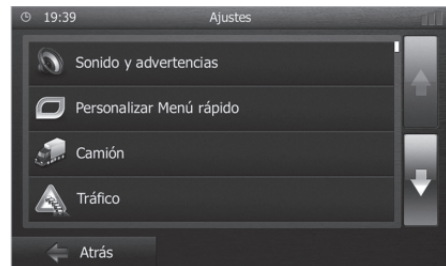 19:39 Ajustes
Sonido y advertencias
Personalizar Menú rápido
Camión
Tráfico
Atrás